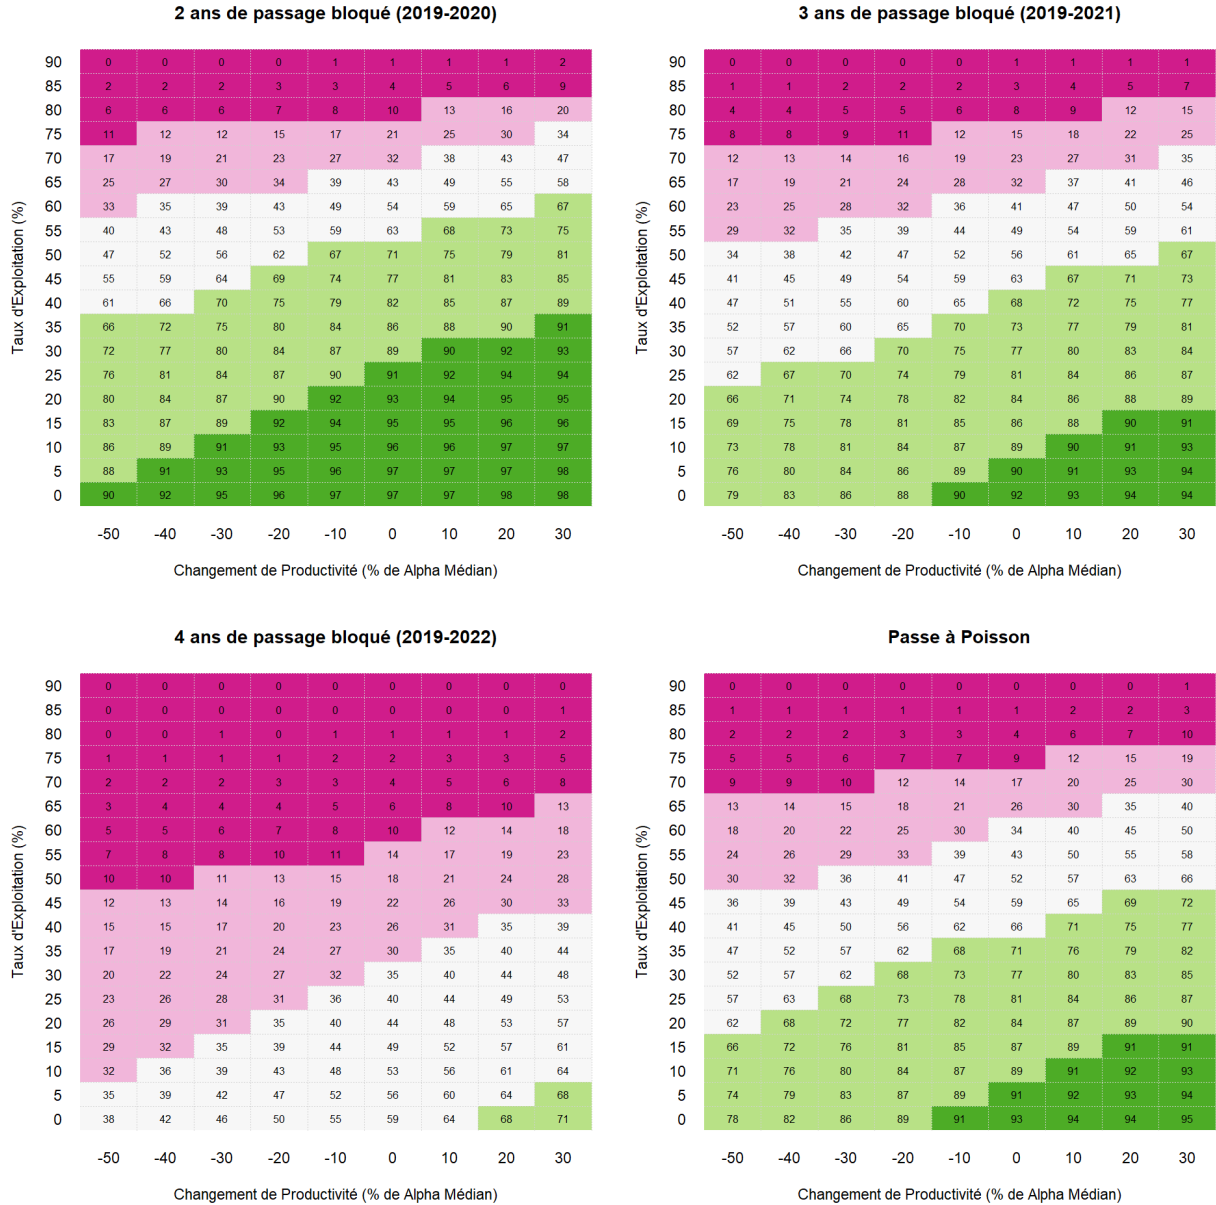 2 ans de passage bloqué (2019-2020)
90 0 0 0 0 1 1 1 1 2
85 2 2 2 3 3 4 5 6 9
80 6 6 6 7 8 10 13 16 20
75 11 12 12 15 17 21 25 30 34
70 17 19 21 23 27 32 38 43 47
65 25 27 30 34 39 43 49 55 58
60 33 35 39 43 49 54 59 65 67
55 40 43 48 53 59 63 68 73 75
50 47 52 56 62 67 71 75 79 81
45 55 59 64 69 74 77 81 83 85
40 61 66 70 75 79 82 85 87 89
35 66 72 75 80 84 86 88 90 91
30 72 77 80 84 87 89 90 92 93
25 76 81 84 87 90 91 92 94 94
20 80 84 87 90 92 93 94 95 95
15 83 87 89 92 94 95 95 96 96
10 86 89 91 93 95 96 96 97 97
5 88 91 93 95 96 97 97 97 98
0 90 92 95 96 97 97 97 98 98
-50 -40 -30 -20 -10 0 10 20 30
Changement de Productivité (% de Alpha Médian)
Taux d'Exploitation (%)
3 ans de passage bloqué (2019-2021)
90 0 0 0 0 0 1 1 1 1
85 1 1 2 2 2 3 4 5 7
80 4 4 5 5 6 8 9 12 15
75 8 8 9 11 12 15 18 22 25
70 12 13 14 16 19 23 27 31 35
65 17 19 21 24 28 32 37 41 46
60 23 25 28 32 36 41 47 50 54
55 29 32 35 39 44 49 54 59 61
50 34 38 42 47 52 56 61 65 67
45 41 45 49 54 59 63 67 71 73
40 47 51 55 60 65 68 72 75 77
35 52 57 60 65 70 73 77 79 81
30 57 62 66 70 75 77 80 83 84
25 62 67 70 74 79 81 84 86 87
20 66 71 74 78 82 84 86 88 89
15 69 75 78 81 85 86 88 90 91
10 73 78 81 84 87 89 90 91 93
5 76 80 84 86 89 90 91 93 94
0 79 83 86 88 90 92 93 94 94
-50 -40 -30 -20 -10 0 10 20 30
Changement de Productivité (% de Alpha Médian)
Taux d'Exploitation (%)
4 ans de passage bloqué (2019-2022)
90 0 0 0 0 0 0 0 0 0
85 0 0 0 0 0 0 0 0 1
80 0 0 1 0 1 1 1 1 2
75 1 1 1 1 2 2 3 3 5
70 2 2 2 3 3 4 5 6 8
65 3 4 4 4 5 6 8 10 13
60 5 5 6 7 8 10 12 14 18
55 7 8 8 10 11 14 17 19 23
50 10 10 11 13 15 18 21 24 28
45 12 13 14 16 19 22 26 30 33
40 15 15 17 20 23 26 31 35 39
35 17 19 21 24 27 30 35 40 44
30 20 22 24 27 32 35 40 44 48
25 23 26 28 31 36 40 44 49 53
20 26 29 31 35 40 44 48 53 57
15 29 32 35 39 44 49 52 57 61
10 32 36 39 43 48 53 56 61 64
5 35 39 42 47 52 56 60 64 68
0 38 42 46 50 55 59 64 68 71
-50 -40 -30 -20 -10 0 10 20 30
Changement de Productivité (% de Alpha Médian)
Taux d'Exploitation (%)
Passe à Poisson
90 0 0 0 0 0 0 0 0 1
85 1 1 1 1 1 1 2 2 3
80 2 2 2 3 3 4 6 7 10
75 5 5 6 7 7 9 12 15 19
70 9 9 10 12 14 17 20 25 30
65 13 14 15 18 21 26 30 35 40
60 18 20 22 25 30 34 40 45 50
55 24 26 29 33 39 43 50 55 58
50 30 32 36 41 47 52 57 63 66
45 36 39 43 49 54 59 65 69 72
40 41 45 50 56 62 66 71 75 77
35 47 52 57 62 68 71 76 79 82
30 52 57 62 68 73 77 80 83 85
25 57 63 68 73 78 81 84 86 87
20 62 68 72 77 82 84 87 89 90
15 66 72 76 81 85 87 89 91 91
10 71 76 80 84 87 89 91 92 93
5 74 79 83 87 89 91 92 93 94
0 78 82 86 89 91 93 94 94 95
-50 -40 -30 -20 -10 0 10 20 30
Changement de Productivité (% de Alpha Médian)
Taux d'Exploitation (%)